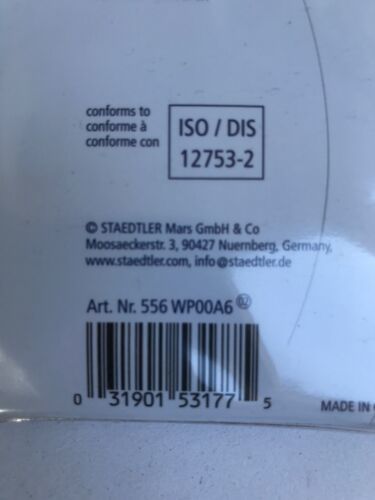 conforms to
conforme à
conforme con
ISO / DIS
12753-2
© STAEDTLER Mars GmbH & Co
Moosaeckerstr. 3, 90427 Nuernberg, Germany,
www.staedtler.com, info@staedtler.de
Art. Nr. 556 WP00A6 02
0 31901 53177 5
MADE IN